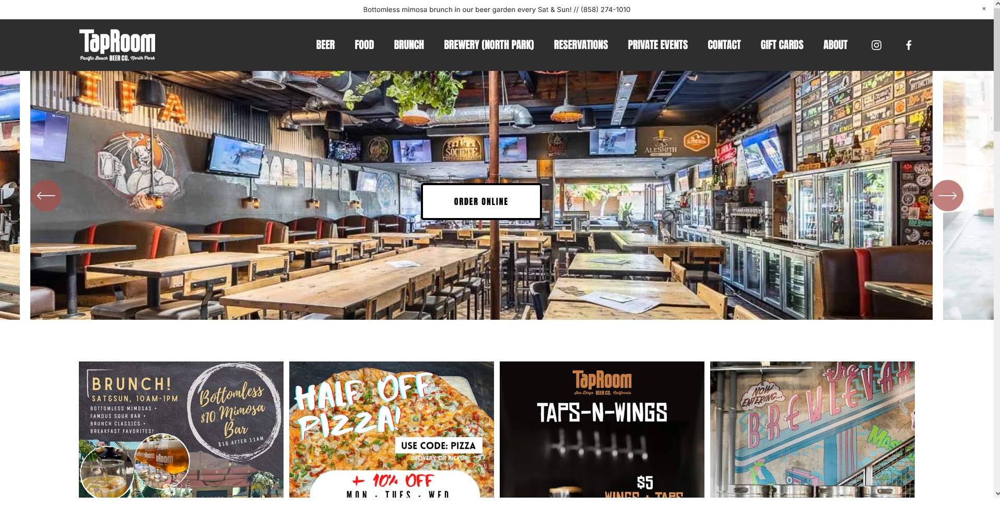 Bottomless mimosa brunch in our beer garden every Sat & Sun! // (858) 274-1010
×
TapRoom
Pacific Beach BEER CO. North Park
BEER FOOD BRUNCH BREWERY (NORTH PARK) RESERVATIONS PRIVATE EVENTS CONTACT GIFT CARDS ABOUT
IPA
SOCIETE
ALESMITH
ORDER ONLINE
TapRoom
BRUNCH!
SAT&SUN, 10AM-1PM
BOTTOMLESS MIMOSAS +
FAMOUS SOUR BAR +
BRUNCH CLASSICS +
BREAKFAST FAVORITES!
Bottomless
$10 Mimosa
Bar
$16 AFTER 11AM
HALF OFF
PIZZA!
USE CODE: PIZZA
DELIVERY OR PICKUP
+ 10% OFF
MON - TUES - WED
TapRoom
San Diego BEER CO. California
TAPS-N-WINGS
$5
WINGS + TAPS
NOW
ENTERING...
the
BREWLEVAR